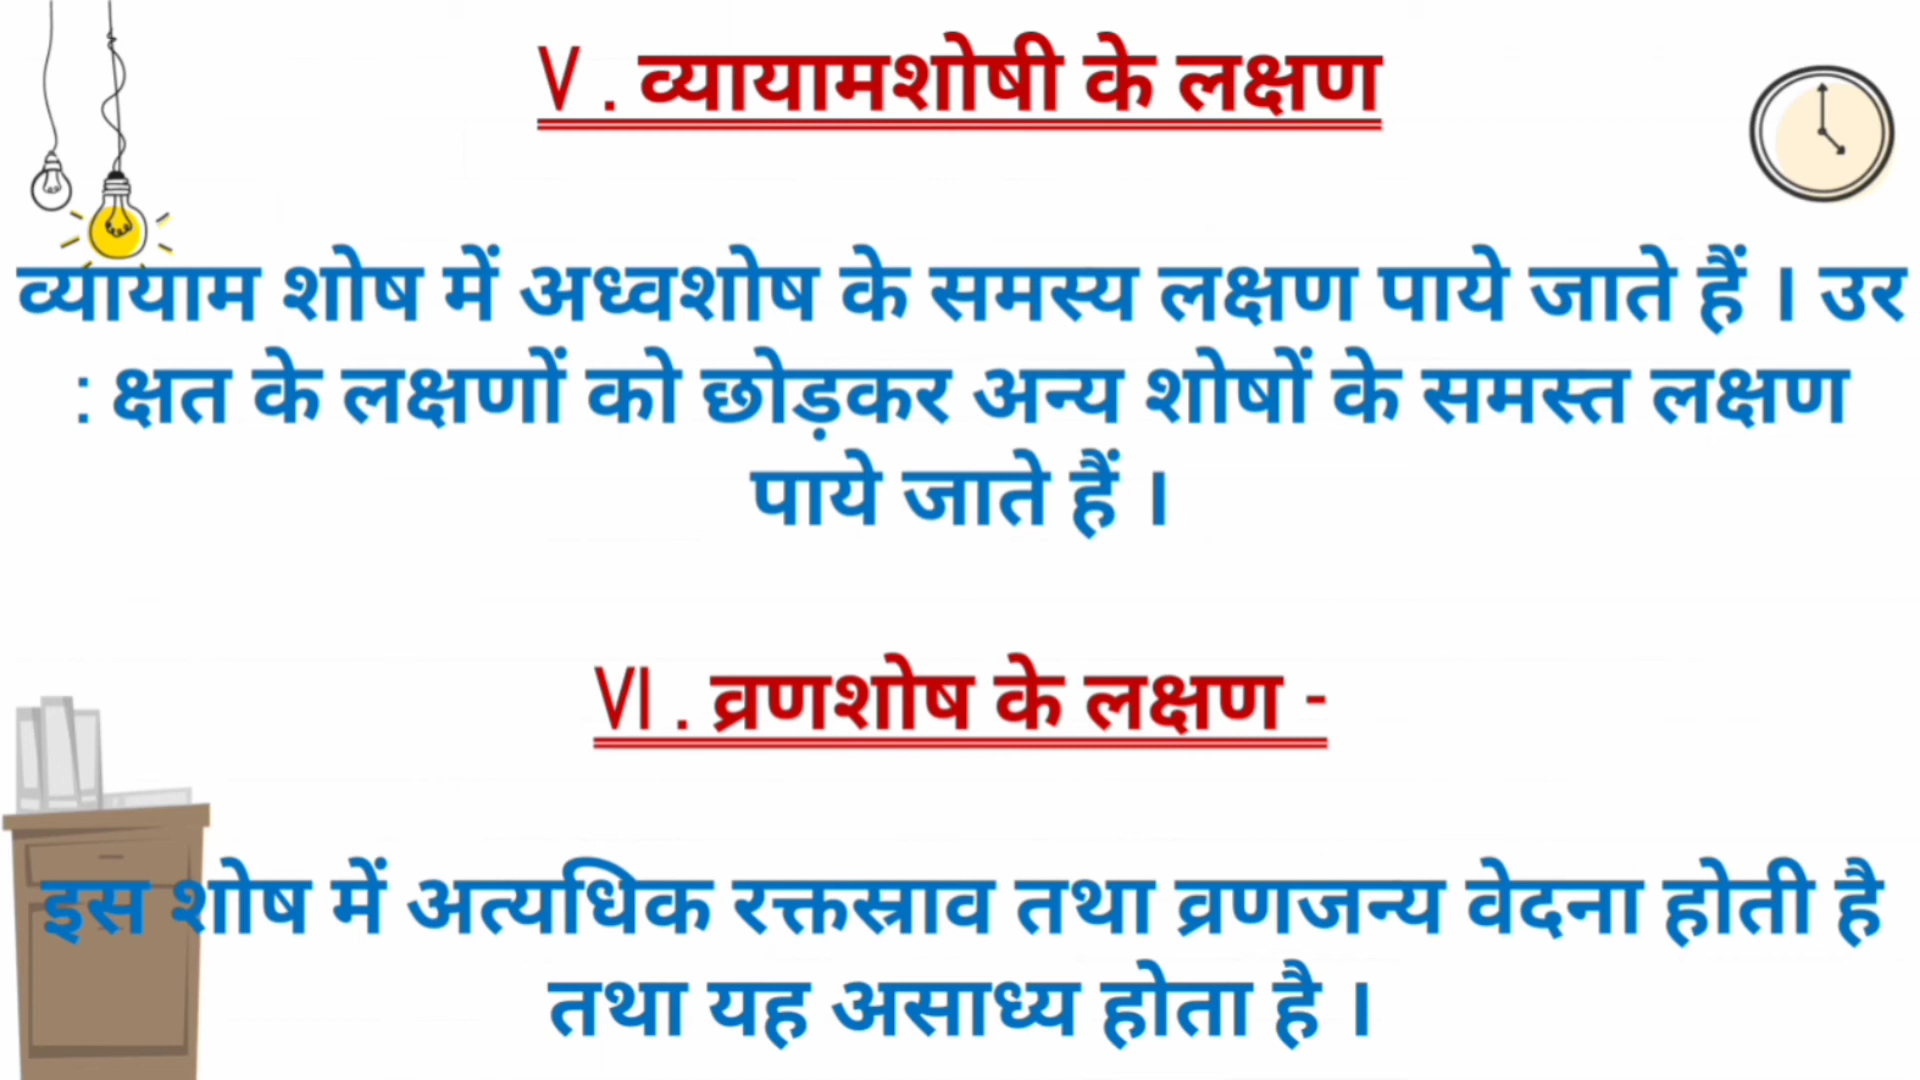 V . व्यायामशोषी के लक्षण
व्यायाम शोष में अध्वशोष के समस्य लक्षण पाये जाते हैं । उर
: क्षत के लक्षणों को छोड़कर अन्य शोषों के समस्त लक्षण
पाये जाते हैं ।
VI . व्रणशोष के लक्षण -
इस शोष में अत्यधिक रक्तस्राव तथा व्रणजन्य वेदना होती है
तथा यह असाध्य होता है ।